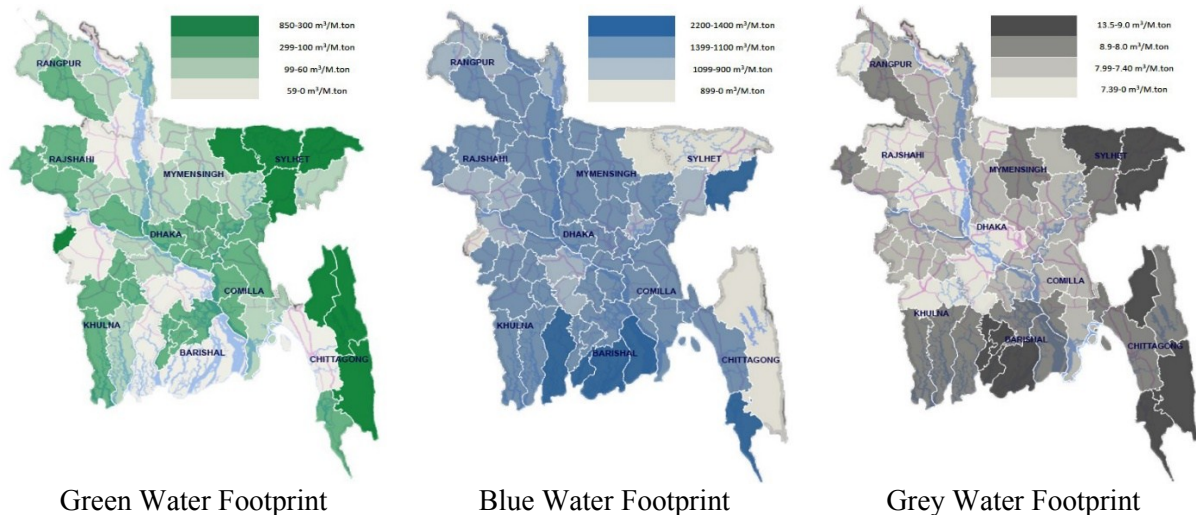 850-300 m³/M.ton
299-100 m³/M.ton
99-60 m³/M.ton
59-0 m³/M.ton
RANGPUR
RAJSHAHI
SYLHET
MYMENSINGH
DHAKA
COMILLA
KHULNA
BARISHAL
CHITTAGONG
Green Water Footprint
2200-1400 m³/M.ton
1399-1100 m³/M.ton
1099-900 m³/M.ton
899-0 m³/M.ton
RANGPUR
RAJSHAHI
SYLHET
MYMENSINGH
DHAKA
COMILLA
KHULNA
BARISHAL
CHITTAGONG
Blue Water Footprint
13.5-9.0 m³/M.ton
8.9-8.0 m³/M.ton
7.99-7.40 m³/M.ton
7.39-0 m³/M.ton
RANGPUR
RAJSHAHI
SYLHET
MYMENSINGH
DHAKA
COMILLA
KHULNA
BARISHAL
CHITTAGONG
Grey Water Footprint